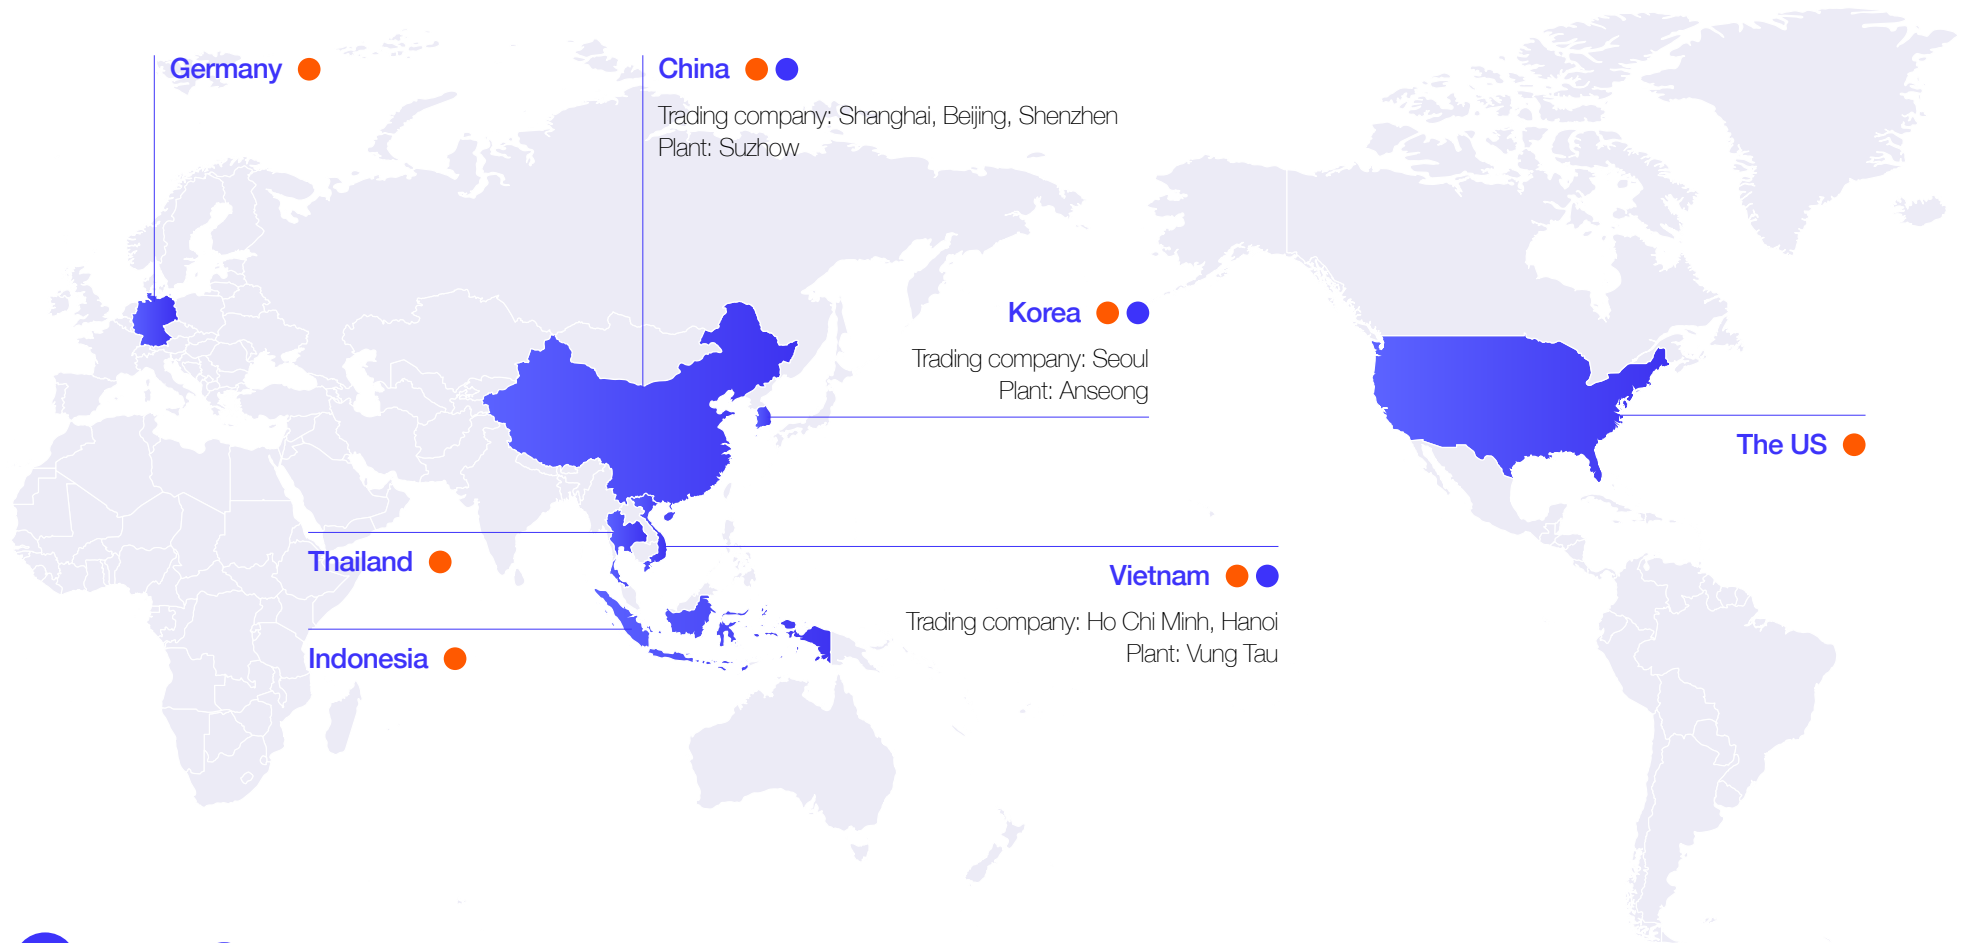 Germany
China
Trading company: Shanghai, Beijing, Shenzhen
Plant: Suzhow
Korea
Trading company: Seoul
Plant: Anseong
The US
Thailand
Vietnam
Trading company: Ho Chi Minh, Hanoi
Plant: Vung Tau
Indonesia